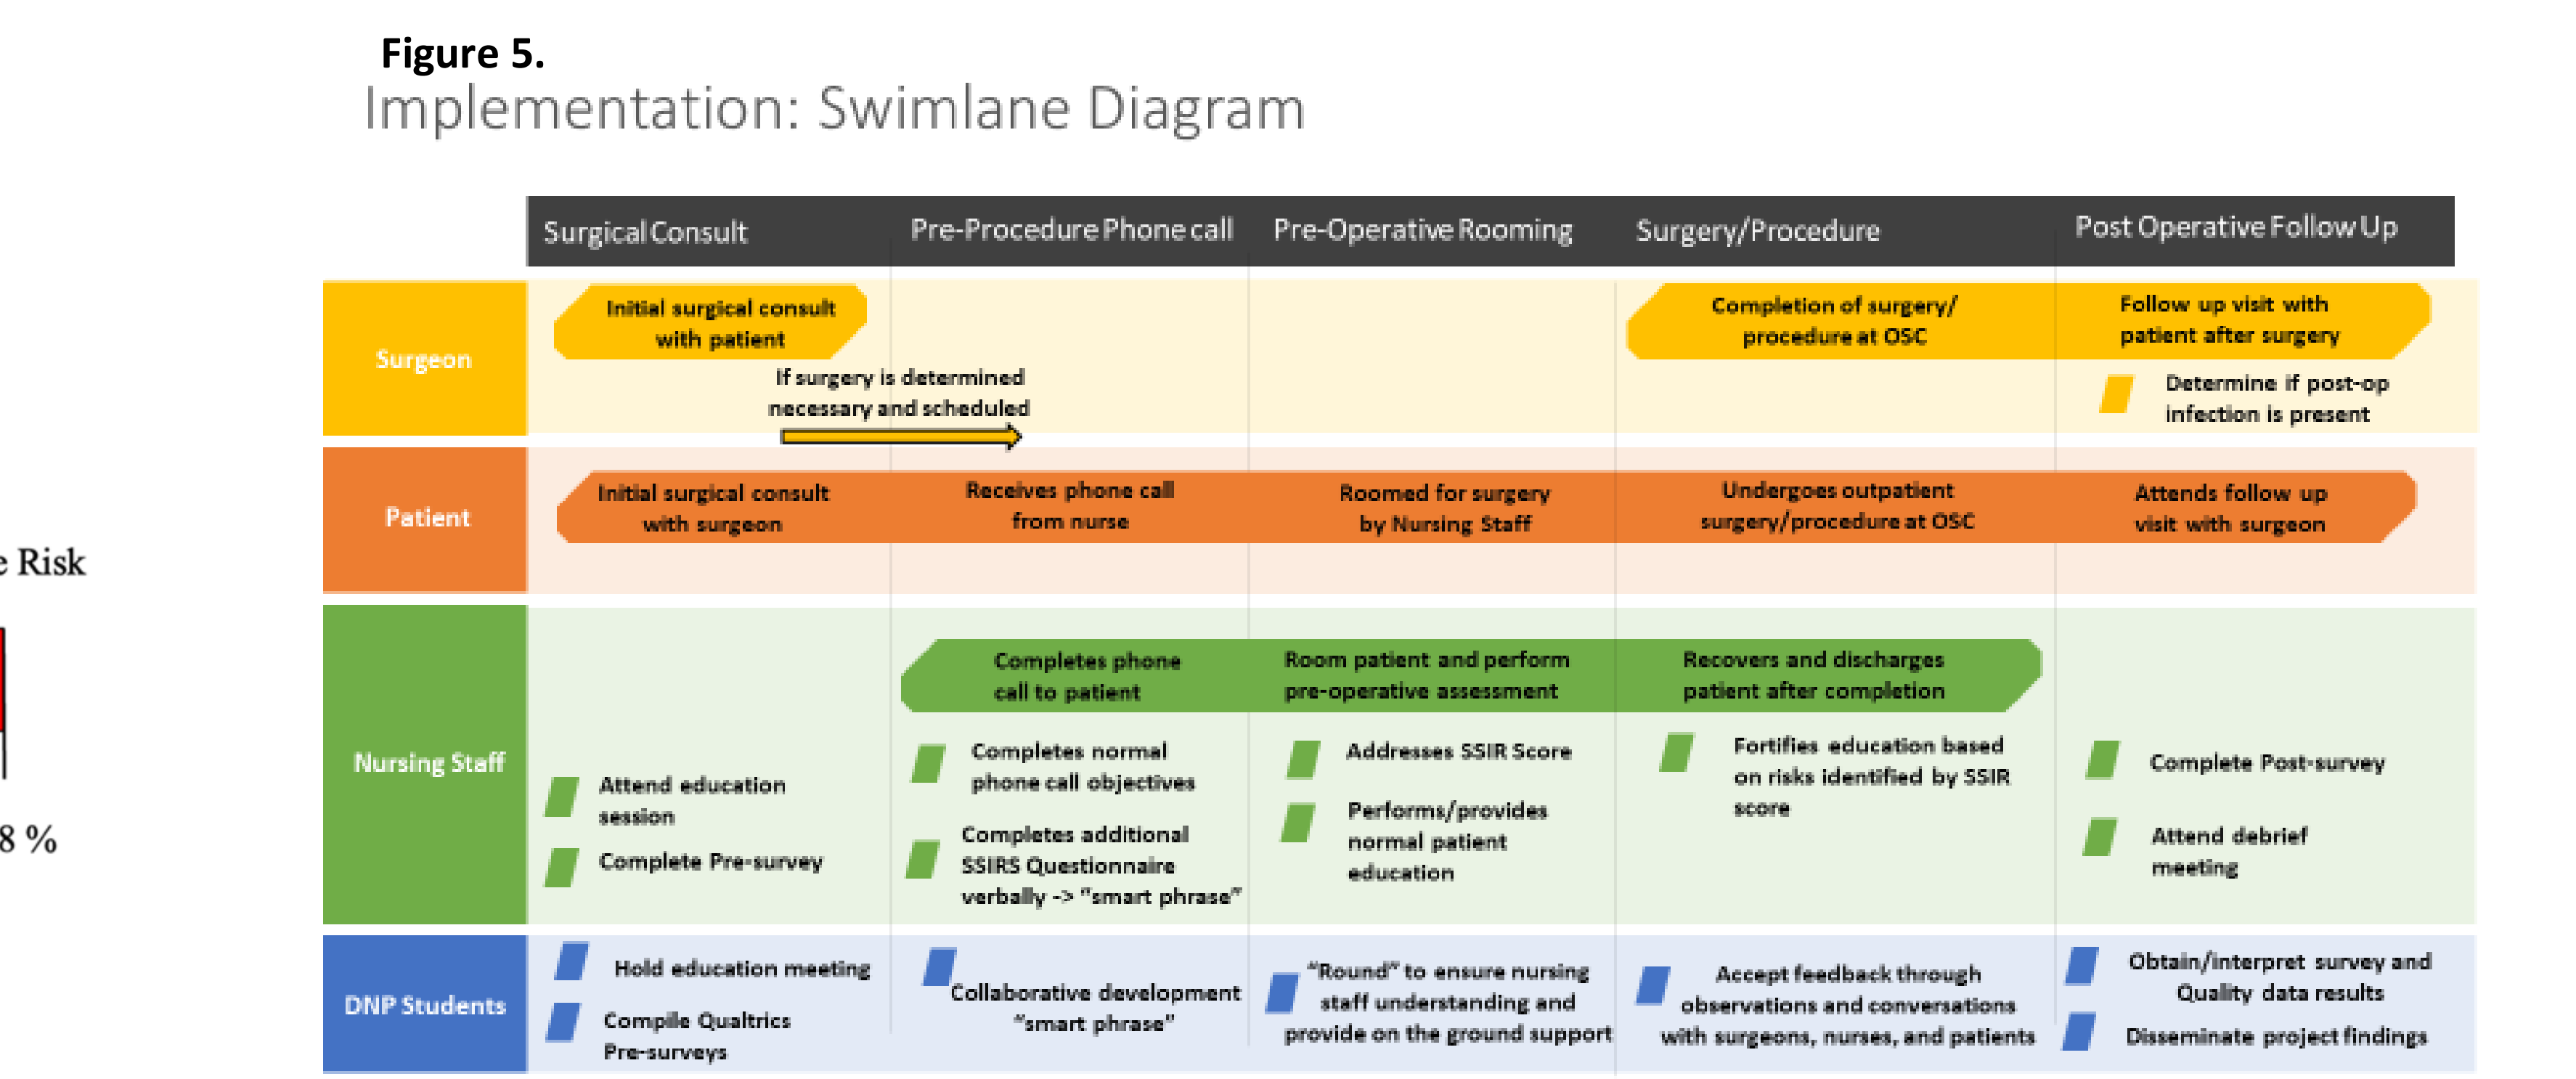 Figure 5.
Implementation: Swimlane Diagram
Surgical Consult
Pre-Procedure Phone call
Pre-Operative Rooming
Surgery/Procedure
Post Operative Follow Up
Surgeon
Initial surgical consult
with patient
If surgery is determined
necessary and scheduled
Completion of surgery/
procedure at OSC
Follow up visit with
patient after surgery
Determine if post-op
infection is present
Patient
Initial surgical consult
with surgeon
Receives phone call
from nurse
Roomed for surgery
by Nursing Staff
Undergoes outpatient
surgery/procedure at OSC
Attends follow up
visit with surgeon
e Risk
8 %
Nursing Staff
Attend education
session
Complete Pre-survey
Completes phone
call to patient
Completes normal
phone call objectives
Completes additional
SSIRS Questionnaire
verbally -> "smart phrase"
Room patient and perform
pre-operative assessment
Addresses SSIR Score
Performs/provides
normal patient
education
Recovers and discharges
patient after completion
Fortifies education based
on risks identified by SSIR
score
Complete Post-survey
Attend debrief
meeting
DNP Students
Hold education meeting
Compile Qualtrics
Pre-surveys
Collaborative development
"smart phrase"
"Round" to ensure nursing
staff understanding and
provide on the ground support
Accept feedback through
observations and conversations
with surgeons, nurses, and patients
Obtain/interpret survey and
Quality data results
Disseminate project findings